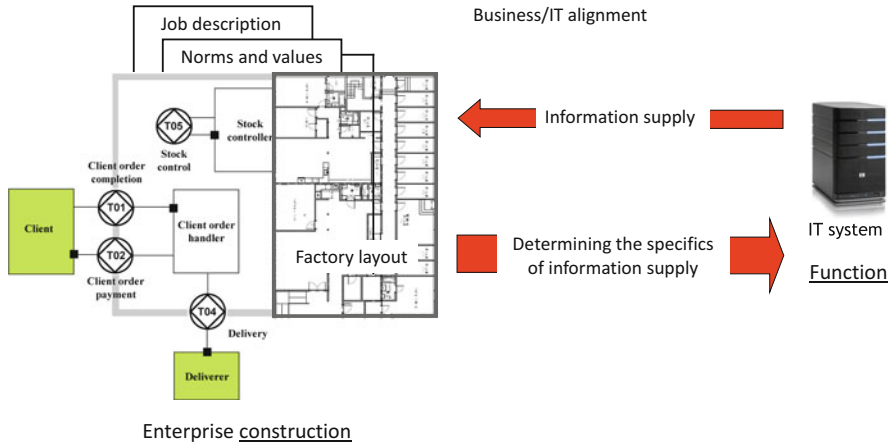 Job description
Business/IT alignment
Norms and values
T05
Stock
controller
Stock
control
Information supply
Client order
completion
T01
Client
Client order
handler
T02
Client order
payment
Factory layout
Determining the specifics
of information supply
IT system
Function
T04
Delivery
Deliverer
Enterprise construction